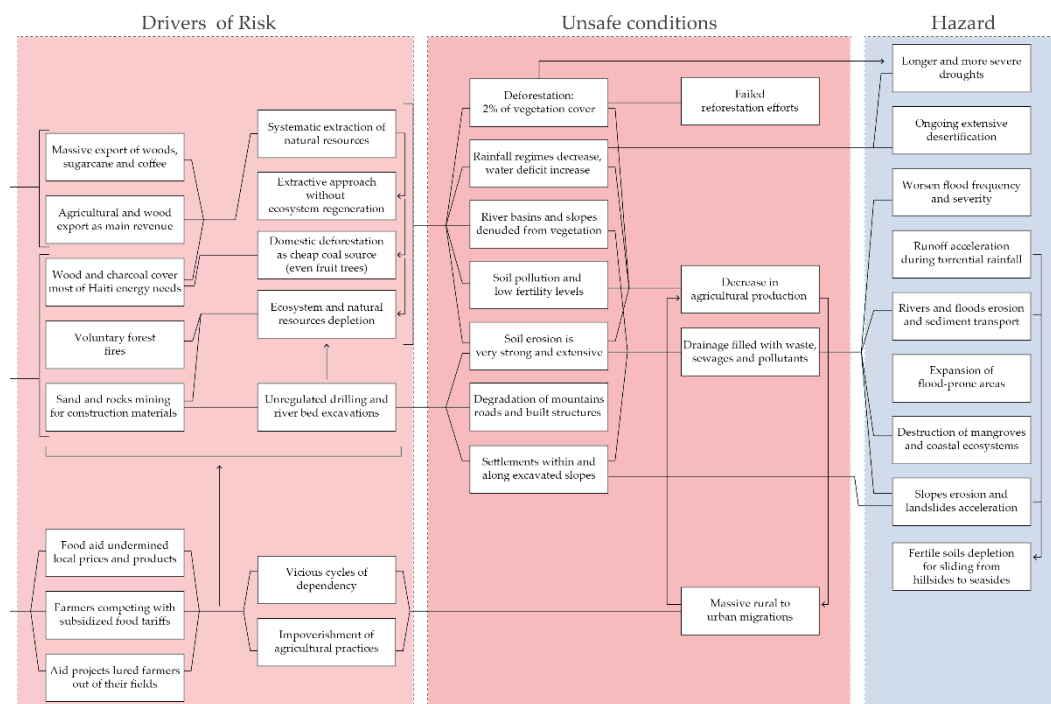 Drivers of Risk
Unsafe conditions
Hazard
Massive export of woods,
sugarcane and coffee
Agricultural and wood
export as main revenue
Wood and charcoal cover
most of Haiti energy needs
Voluntary forest
fires
Sand and rocks mining
for construction materials
Systematic extraction of
natural resources
Extractive approach
without
ecosystem regeneration
Domestic deforestation
as cheap coal source
(even fruit trees)
Ecosystem and natural
resources depletion
Unregulated drilling and
river bed excavations
Food aid undermined
local prices and products
Farmers competing with
subsidized food tariffs
Aid projects lured farmers
out of their fields
Vicious cycles of
dependency
Impoverishment of
agricultural practices
Deforestation:
2% of vegetation cover
Rainfall regimes decrease,
water deficit increase
River basins and slopes
denuded from vegetation
Soil pollution and
low fertility levels
Soil erosion is
very strong and extensive
Degradation of mountains
roads and built structures
Settlements within and
along excavated slopes
Failed
reforestation efforts
Decrease in
agricultural production
Drainage filled with waste,
sewages and pollutants
Massive rural to
urban migrations
Longer and more severe
droughts
Ongoing extensive
desertification
Worsen flood frequency
and severity
Runoff acceleration
during torrential rainfall
Rivers and floods erosion
and sediment transport
Expansion of
flood-prone areas
Destruction of mangroves
and coastal ecosystems
Slopes erosion and
landslides acceleration
Fertile soils depletion
for sliding from
hillsides to seasides